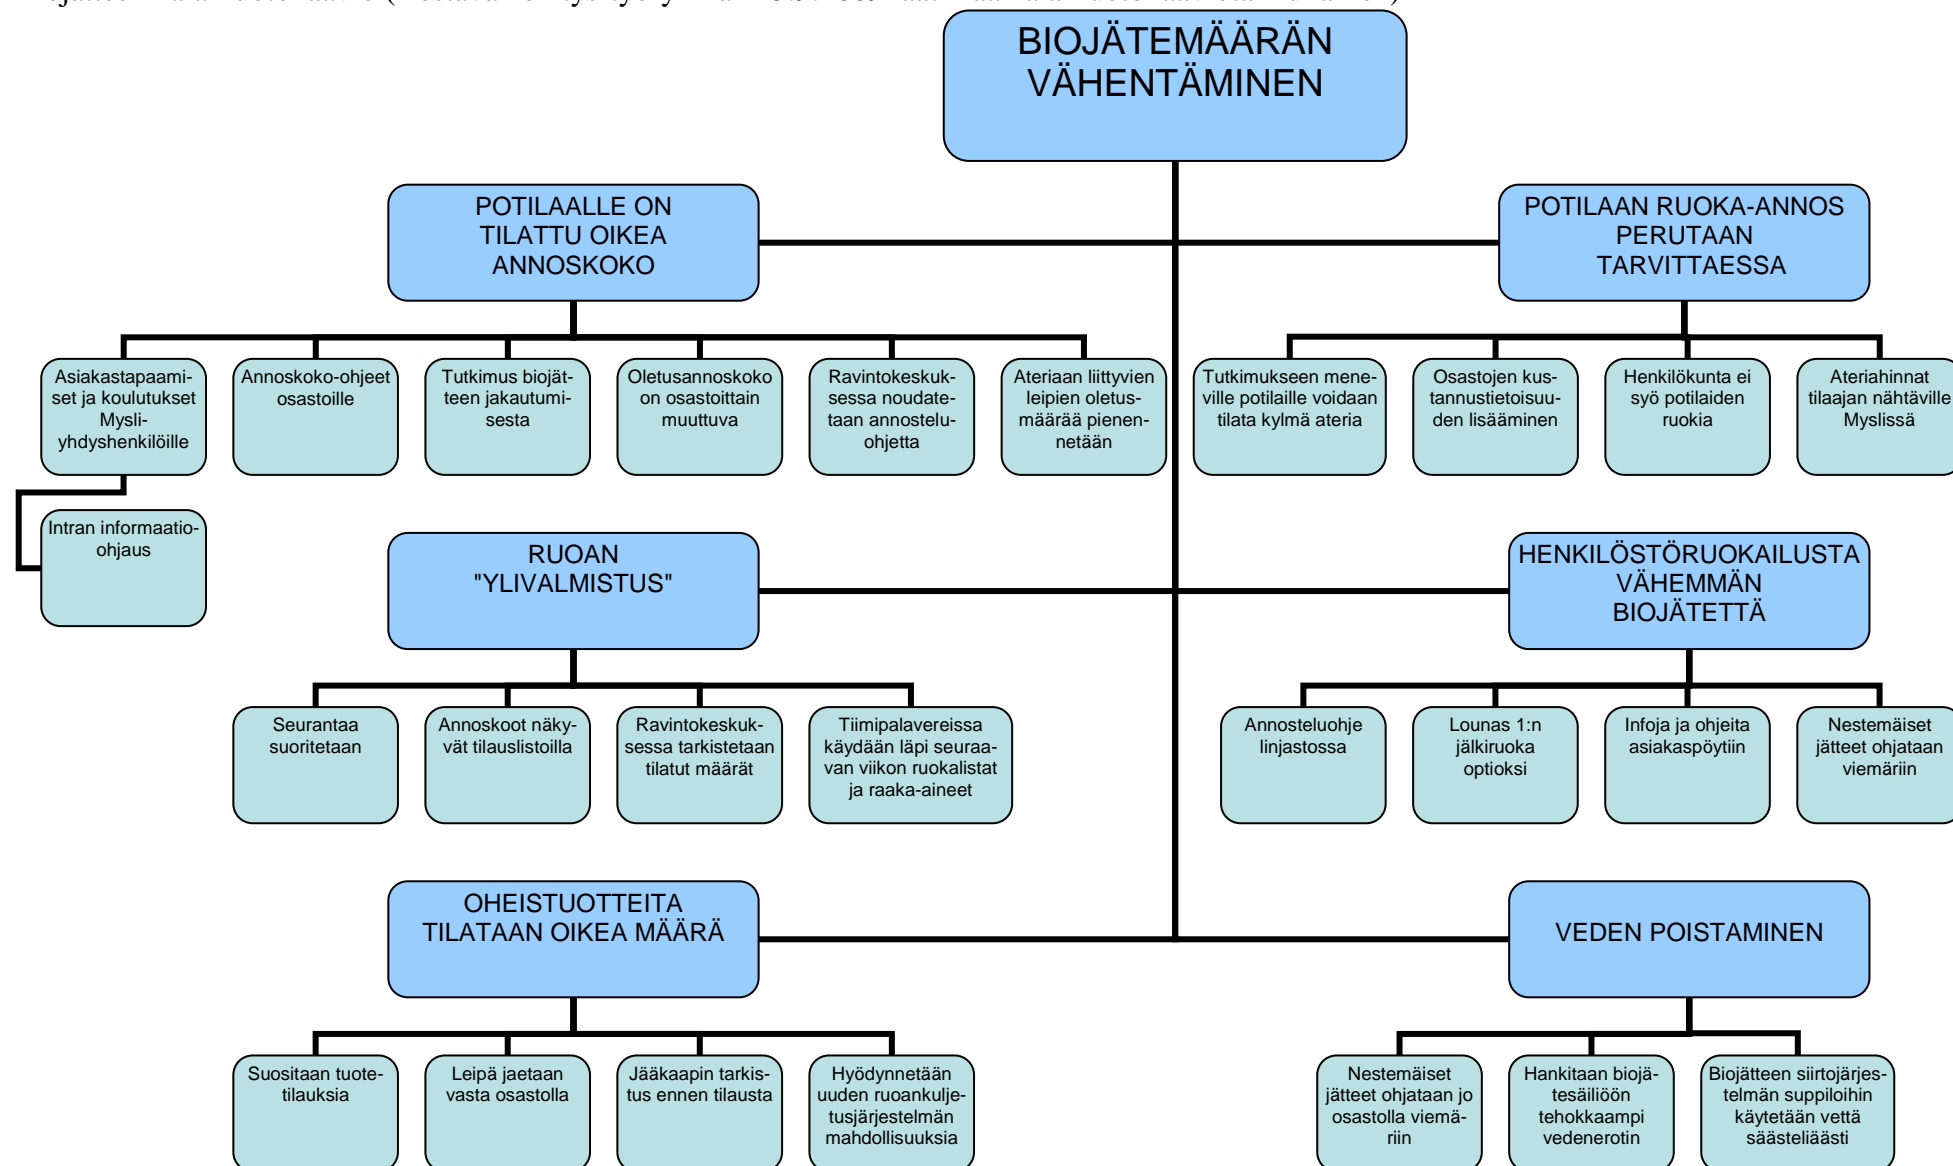 BIOJÄTEMÄÄRÄN
VÄHENTÄMINEN
POTILAALLE ON
TILATTU OIKEA
ANNOSKOKO
POTILAAN RUOKA-ANNOS
PERUTAAN
TARVITTAESSA
Asiakastapaami-
set ja koulutukset
Mysli-
yhdyshenkilöille
Annoskoko-ohjeet
osastoille
Tutkimus biojät-
teen jakautumi-
sesta
Oletusannoskoko
on osastoittain
muuttuva
Ravintokeskuk-
sessa noudate-
taan annostelu-
ohjetta
Ateriaan liittyvien
leipien oletus-
määrää pienen-
netään
Tutkimukseen mene-
ville potilaille voidaan
tilata kylmä ateria
Osastojen kus-
tannustietoisuu-
den lisääminen
Henkilökunta ei
syö potilaiden
ruokia
Ateriahinnat
tilaajan nähtäville
Myslissä
Intran informaatio-
ohjaus
RUOAN
"YLIVALMISTUS"
HENKILÖSTÖRUOKAILUSTA
VÄHEMMÄN
BIOJÄTETTÄ
Seurantaa
suoritetaan
Annoskoot näky-
vät tilauslistoilla
Ravintokeskuk-
sessa tarkistetaan
tilatut määrät
Tiimipalavereissa
käydään läpi seuraa-
van viikon ruokalistat
ja raaka-aineet
Annosteluohje
linjastossa
Lounas 1:n
jälkiruoka
optioksi
Infoja ja ohjeita
asiakaspöytiin
Nestemäiset
jätteet ohjataan
viemäriin
OHEISTUOTTEITA
TILATAAN OIKEA MÄÄRÄ
VEDEN POISTAMINEN
Suositaan tuote-
tilauksia
Leipä jaetaan
vasta osastolla
Jääkaapin tarkis-
tus ennen tilausta
Hyödynnetään
uuden ruoankulje-
tusjärjestelmän
mahdollisuuksia
Nestemäiset
jätteet ohjataan jo
osastolla viemä-
riin
Hankitaan biojä-
tesäiliöön
tehokkaampi
vedenerotin
Biojätteen siirtojärjes-
telmän suppiloihin
käytetään vettä
säästeliäästi